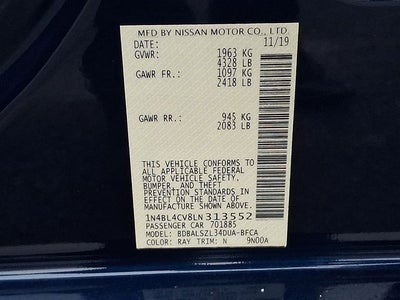 MFD BY NISSAN MOTOR CO., LTD.
DATE: 11/19
GVWR: 1963 KG
4328 LB
GAWR FR.: 1097 KG
2418 LB
GAWR RR.: 945 KG
2083 LB
THIS VEHICLE CONFORMS TO
ALL APPLICABLE FEDERAL
MOTOR VEHICLE SAFETY,
BUMPER, AND THEFT
PREVENTION STANDARDS IN
EFFECT ON THE DATE OF
MANUFACTURE SHOWN ABOVE.
1N4BL4CV8LN313552
PASSENGER CAR 701885
MODEL: BDBALSZL34DUA-BFCA
COLOR: RAY TRIM: N 9N00A